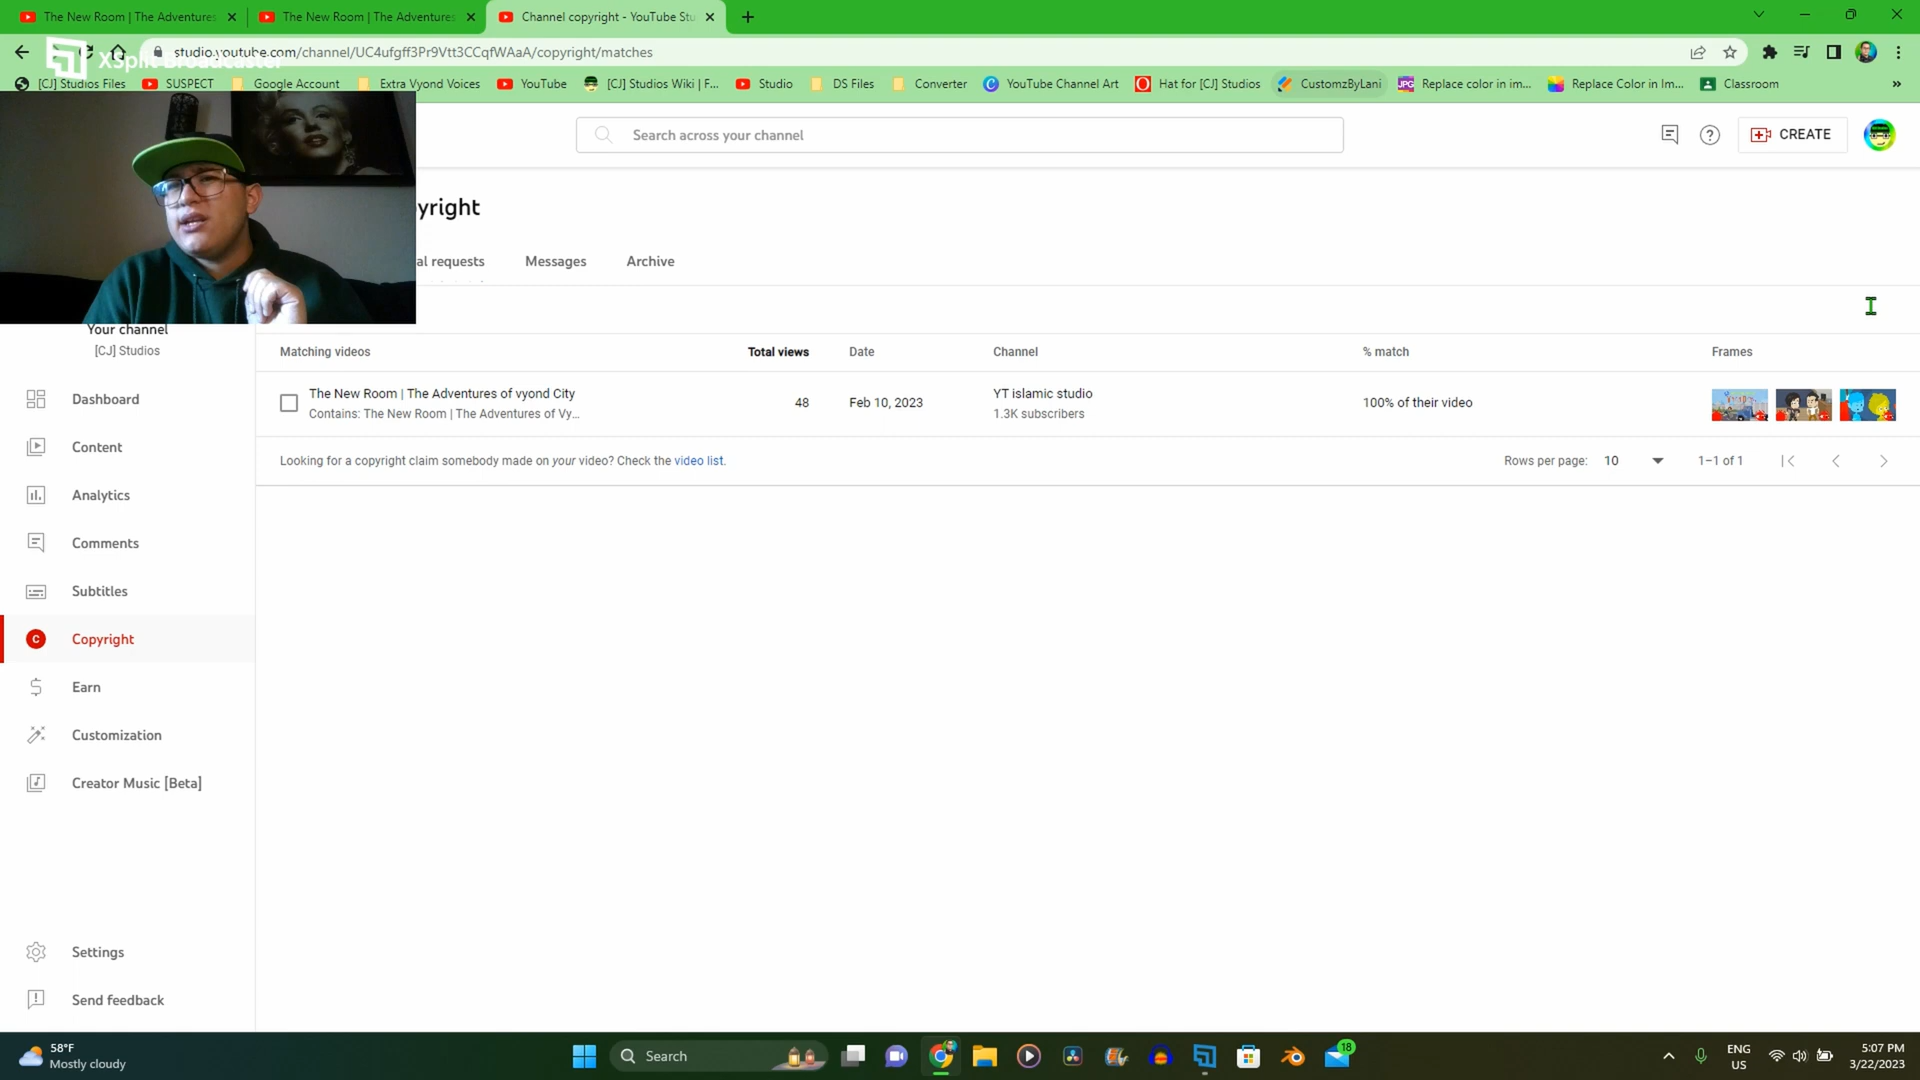 The New Room | The Adventures
The New Room | The Adventures
Channel copyright - YouTube Stu
XSplit Broadcaster
studio.youtube.com/channel/UC4ufgff3Pr9Vtt3CCqfWAaA/copyright/matches
[CJ] Studios Files
SUSPECT
Google Account
Extra Vyond Voices
YouTube
[CJ] Studios Wiki | F...
Studio
DS Files
Converter
YouTube Channel Art
Hat for [CJ] Studios
CustomzByLani
JPG
Replace color in im...
Replace Color in Im...
Classroom
»
Search across your channel
CREATE
yright
al requests
Messages
Archive
Your channel
[CJ] Studios
Dashboard
Content
Analytics
Comments
Subtitles
Copyright
Earn
Customization
Creator Music [Beta]
Settings
Send feedback
Matching videos
Total views
Date
Channel
% match
Frames
The New Room | The Adventures of vyond City
Contains: The New Room | The Adventures of Vy...
48
Feb 10, 2023
YT islamic studio
1.3K subscribers
100% of their video
Looking for a copyright claim somebody made on your video? Check the video list.
Rows per page:
10
1–1 of 1
58°F
Mostly cloudy
Search
18
ENG
US
5:07 PM
3/22/2023